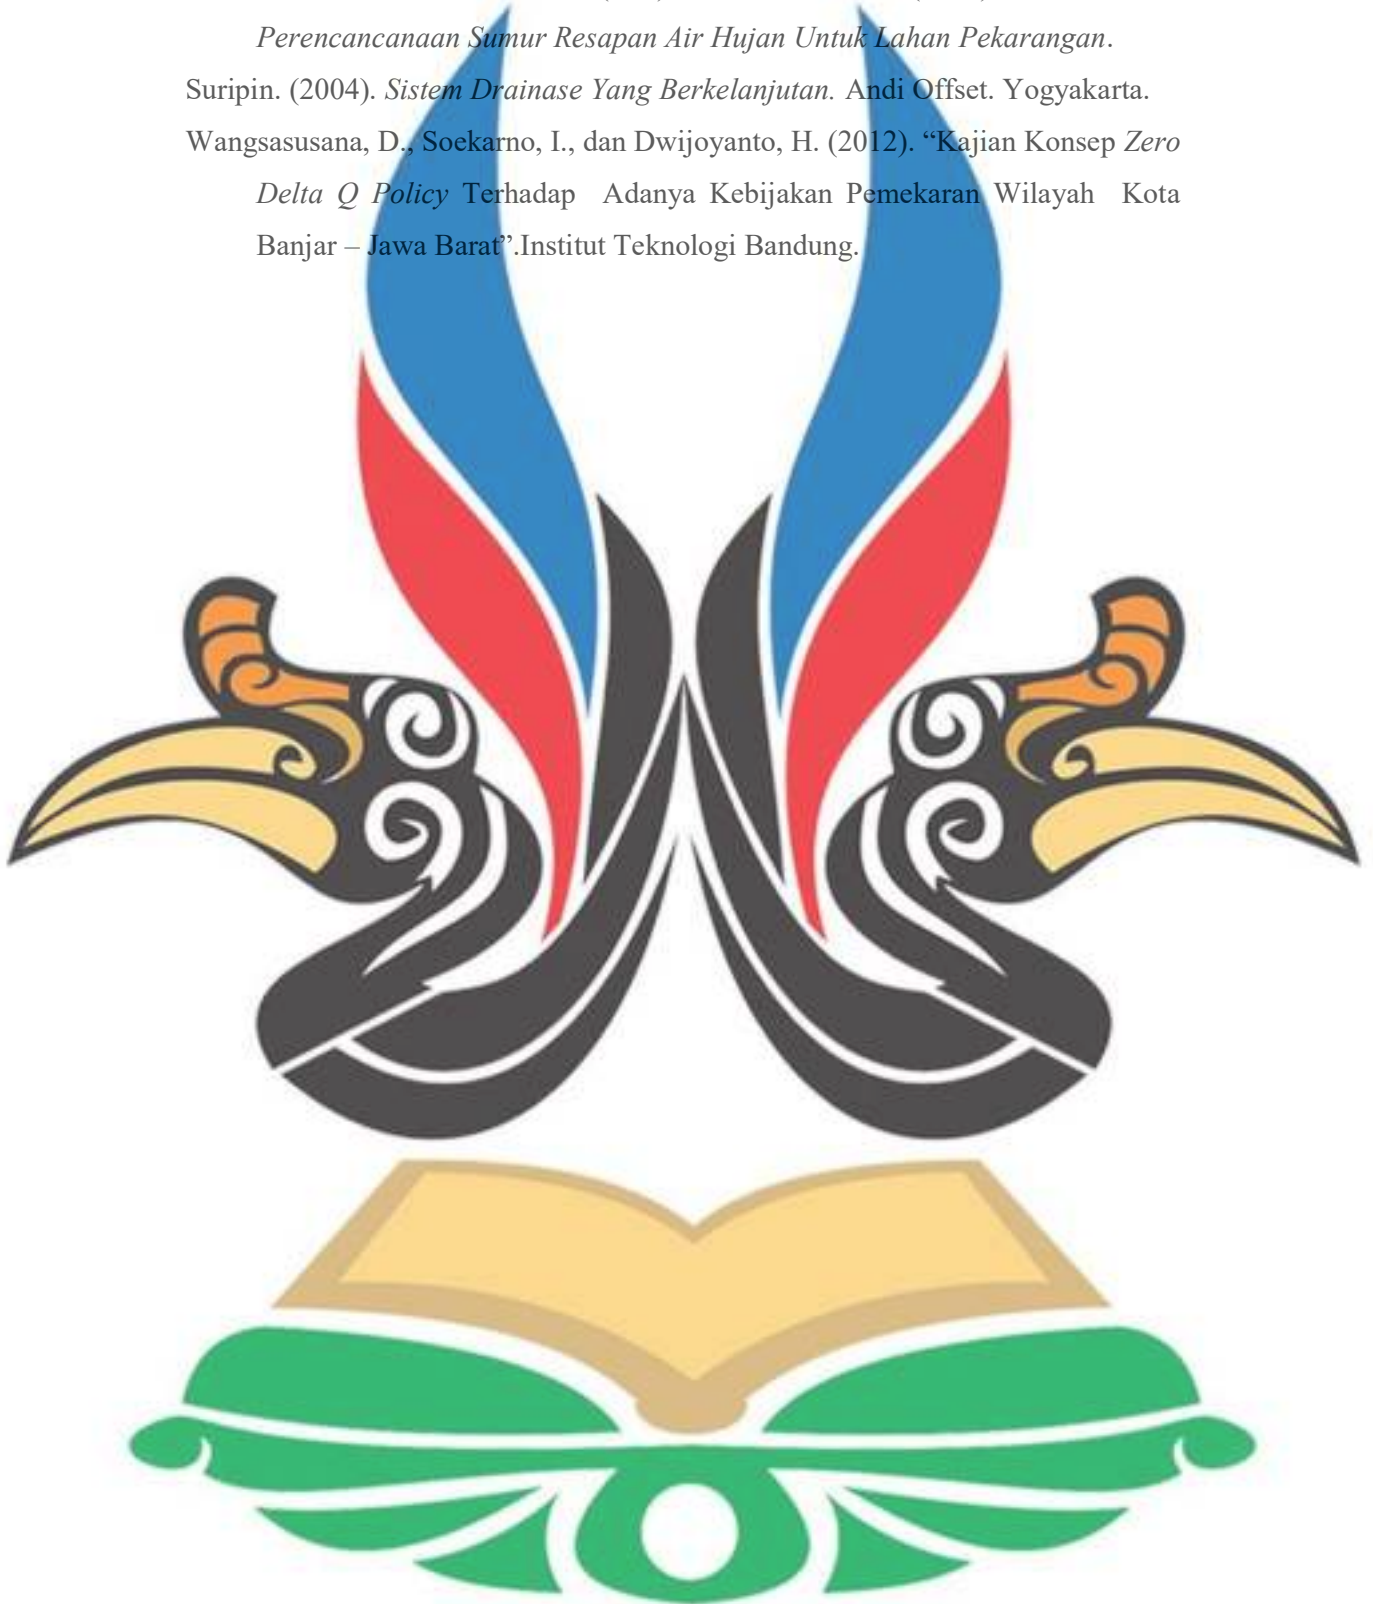 Perencancanaan Sumur Resapan Air Hujan Untuk Lahan Pekarangan.
Suripin. (2004). Sistem Drainase Yang Berkelanjutan. Andi Offset. Yogyakarta.
Wangsasusana, D., Soekarno, I., dan Dwijoyanto, H. (2012). “Kajian Konsep Zero
Delta Q Policy Terhadap Adanya Kebijakan Pemekaran Wilayah Kota
Banjar – Jawa Barat”.Institut Teknologi Bandung.